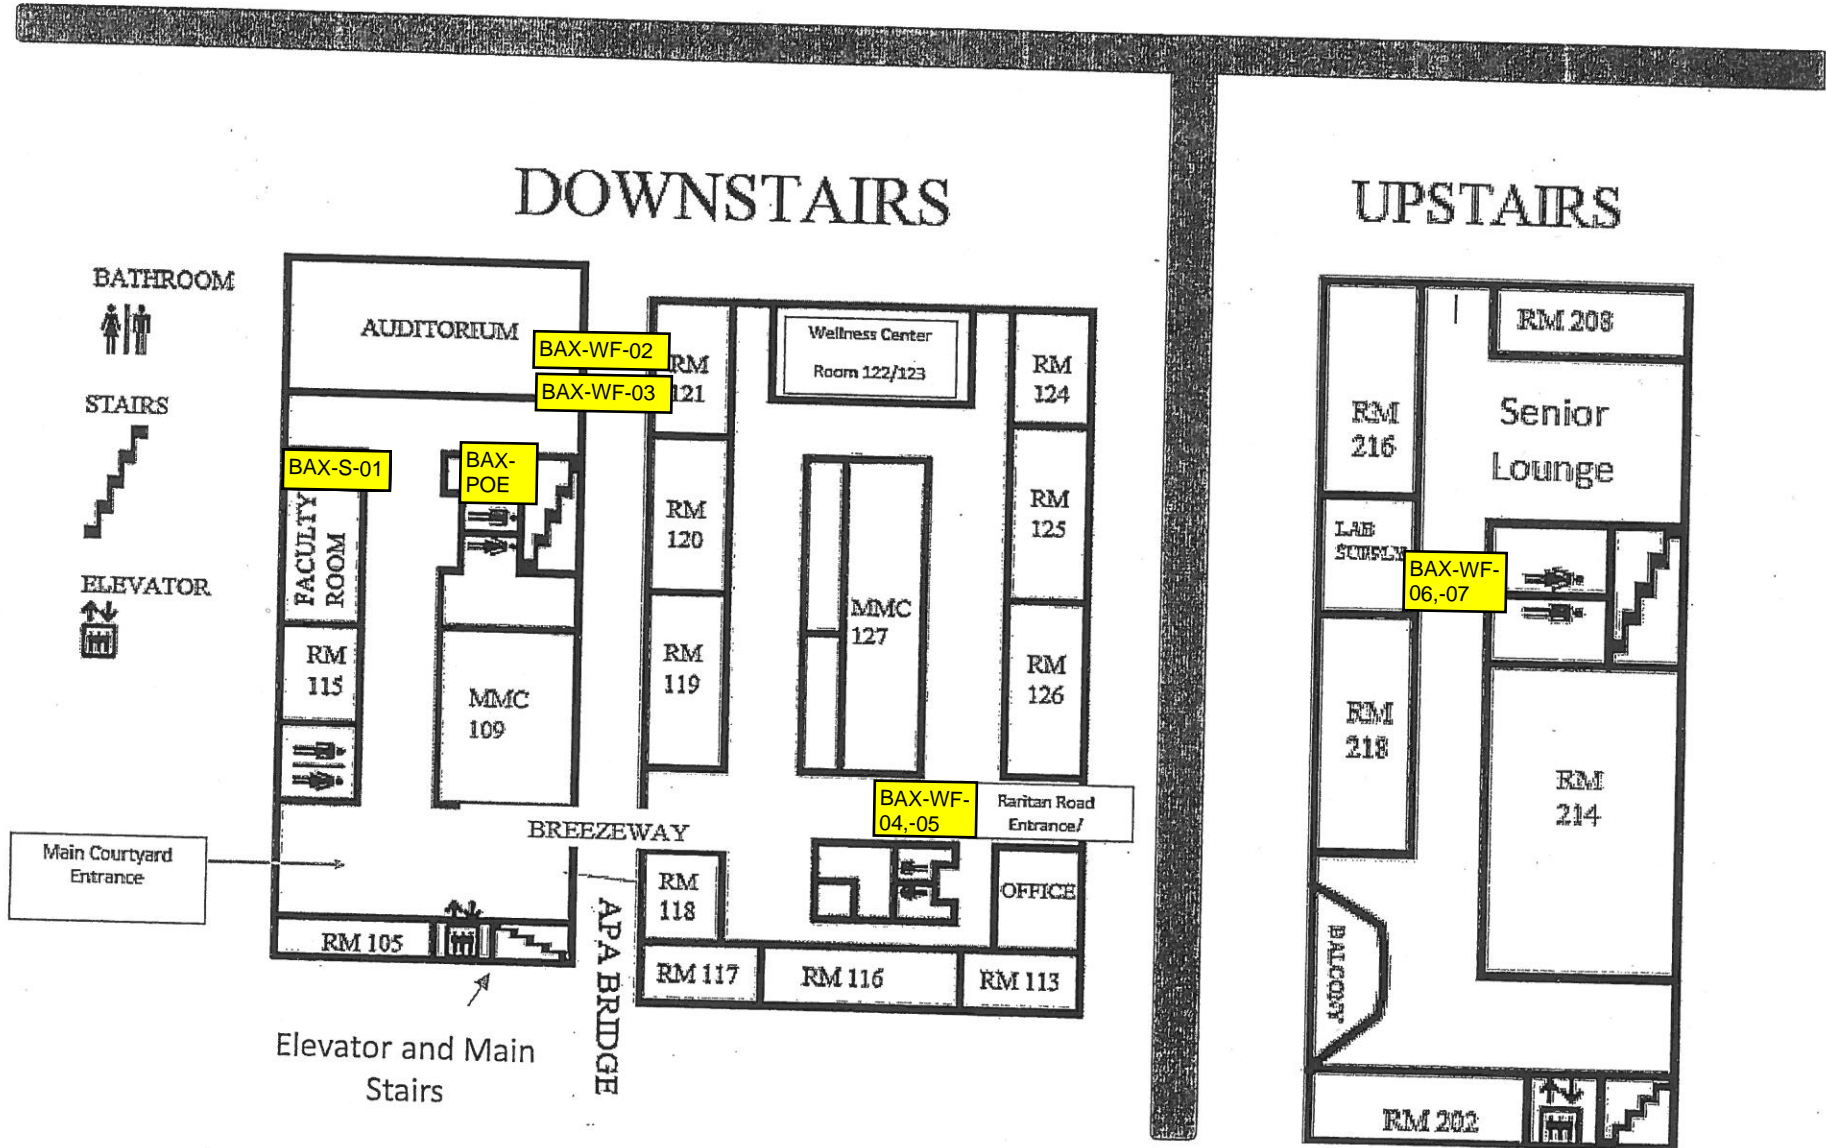 DOWNSTAIRS
UPSTAIRS
BATHROOM
STAIRS
ELEVATOR
AUDITORIUM
BAX-WF-02
BAX-WF-03
BAX-S-01
BAX-
POE
FACULTY
ROOM
RM
115
MMC
109
RM
121
RM
120
RM
119
Wellness Center
Room 122/123
MMC
127
RM
124
RM
125
RM
126
BAX-WF-
04,-05
Raritan Road
Entrance/
BREEZEWAY
Main Courtyard
Entrance
RM 105
Elevator and Main
Stairs
APA BRIDGE
RM
118
OFFICE
RM 117
RM 116
RM 113
RM 208
Senior
Lounge
RM
216
LAB
SUPPLY
BAX-WF-
06,-07
RM
218
RM
214
BALCONY
RM 202